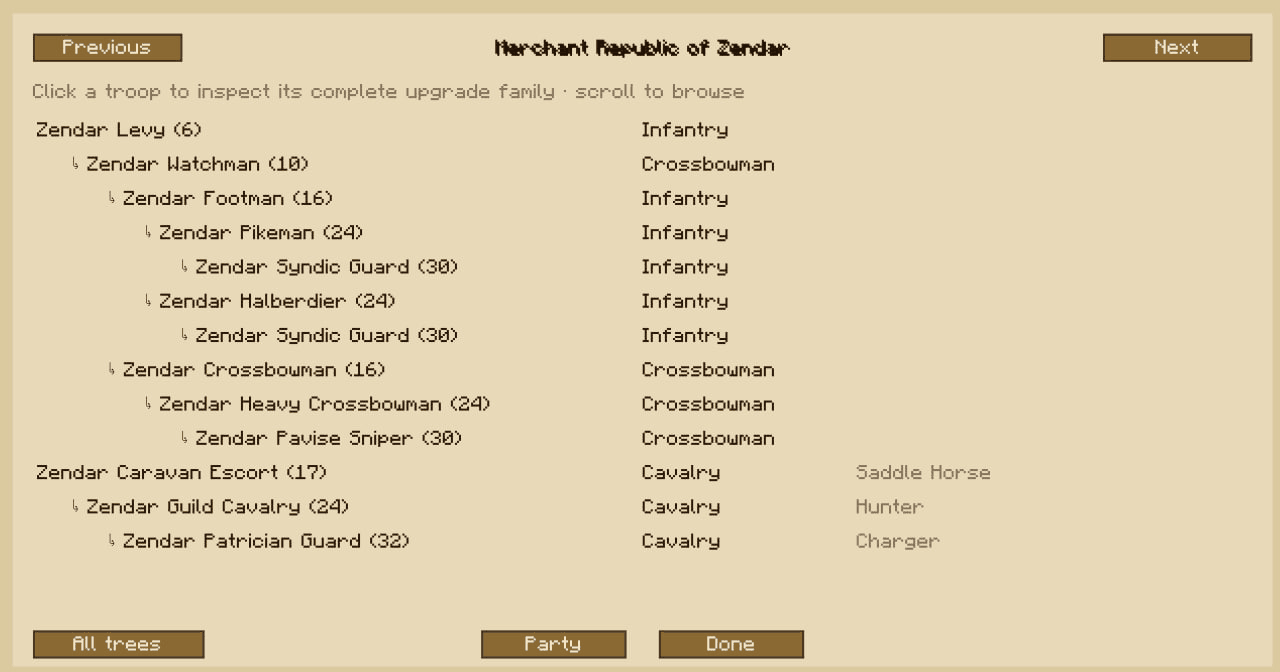 Previous
Merchant Republic of Zendar
Next
Click a troop to inspect its complete upgrade family · scroll to browse
Zendar Levy (6) Infantry
↳ Zendar Watchman (10) Crossbowman
↳ Zendar Footman (16) Infantry
↳ Zendar Pikeman (24) Infantry
↳ Zendar Syndic Guard (30) Infantry
↳ Zendar Halberdier (24) Infantry
↳ Zendar Syndic Guard (30) Infantry
↳ Zendar Crossbowman (16) Crossbowman
↳ Zendar Heavy Crossbowman (24) Crossbowman
↳ Zendar Pavise Sniper (30) Crossbowman
Zendar Caravan Escort (17) Cavalry Saddle Horse
↳ Zendar Guild Cavalry (24) Cavalry Hunter
↳ Zendar Patrician Guard (32) Cavalry Charger
All trees
Party
Done